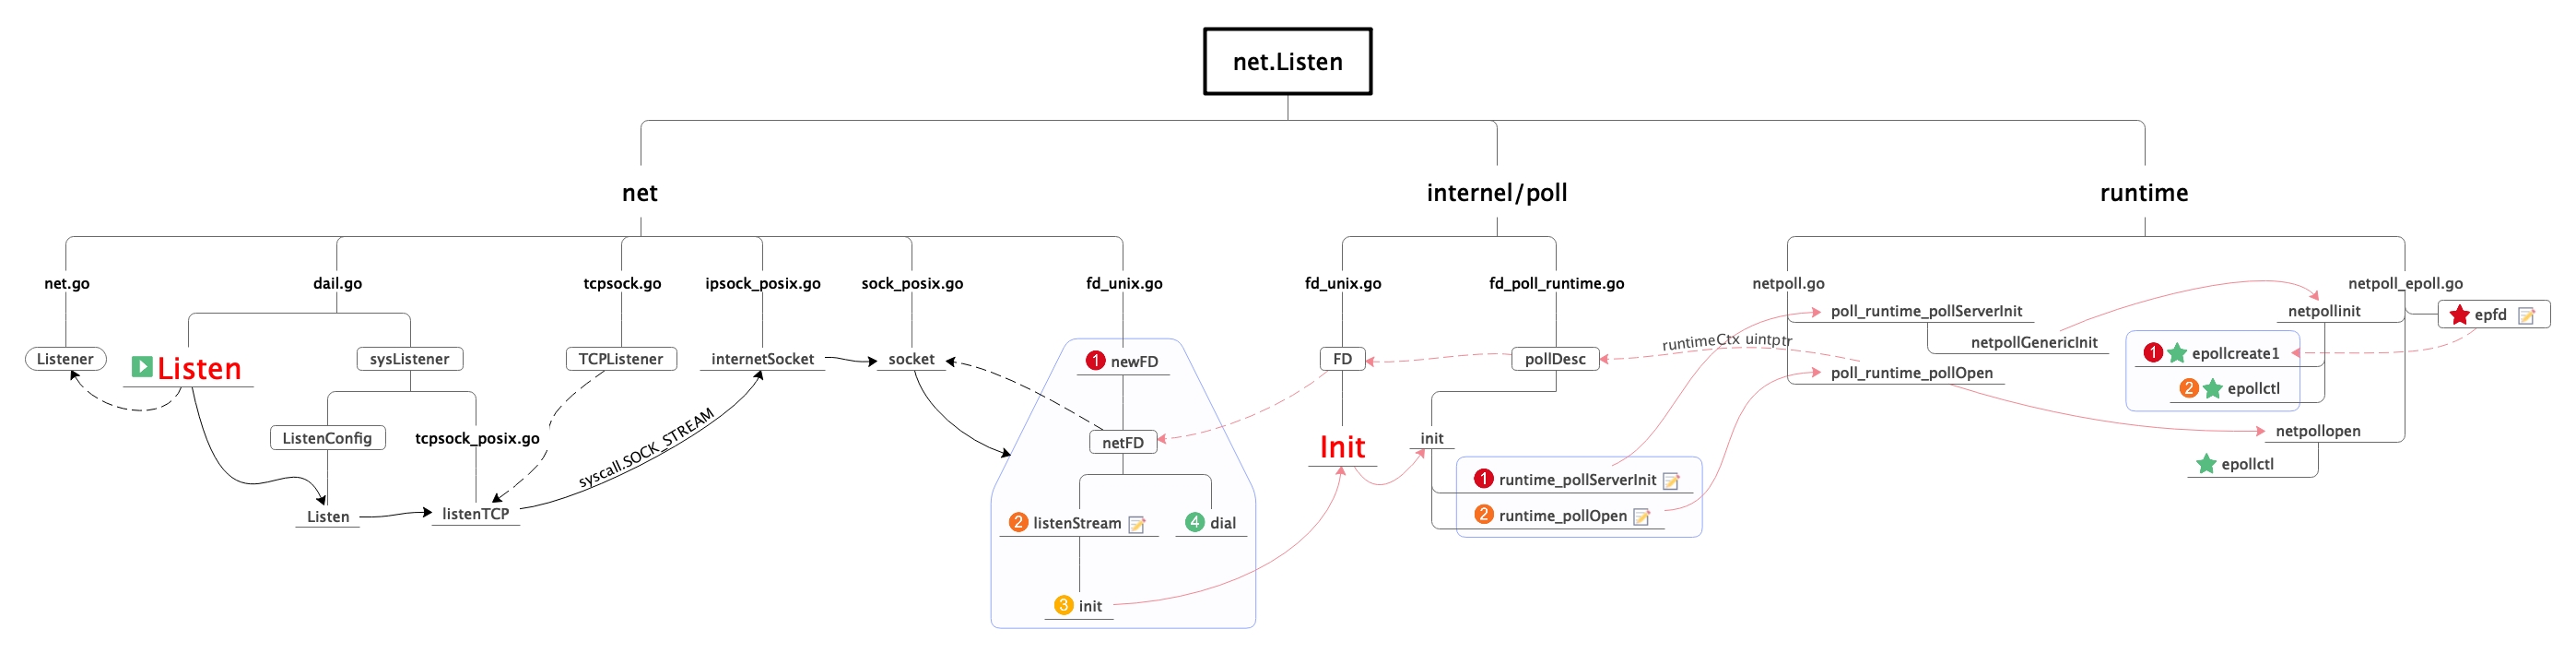 net.Listen
net
internel/poll
runtime
net.go
dail.go
tcpsock.go
ipsock_posix.go
sock_posix.go
fd_unix.go
fd_unix.go
fd_poll_runtime.go
netpoll.go
netpoll_epoll.go
poll_runtime_pollServerInit
netpollinit
epfd
netpollGenericInit
runtimeCtx uintptr
Listener
Listen
sysListener
TCPListener
internetSocket
socket
1 newFD
FD
pollDesc
1 epollcreate1
poll_runtime_pollOpen
2 epollctl
ListenConfig
tcpsock_posix.go
netFD
Init
init
netpollopen
syscall.SOCK_STREAM
epollctl
1 runtime_pollServerInit
Listen
listenTCP
2 listenStream
4 dial
2 runtime_pollOpen
3 init